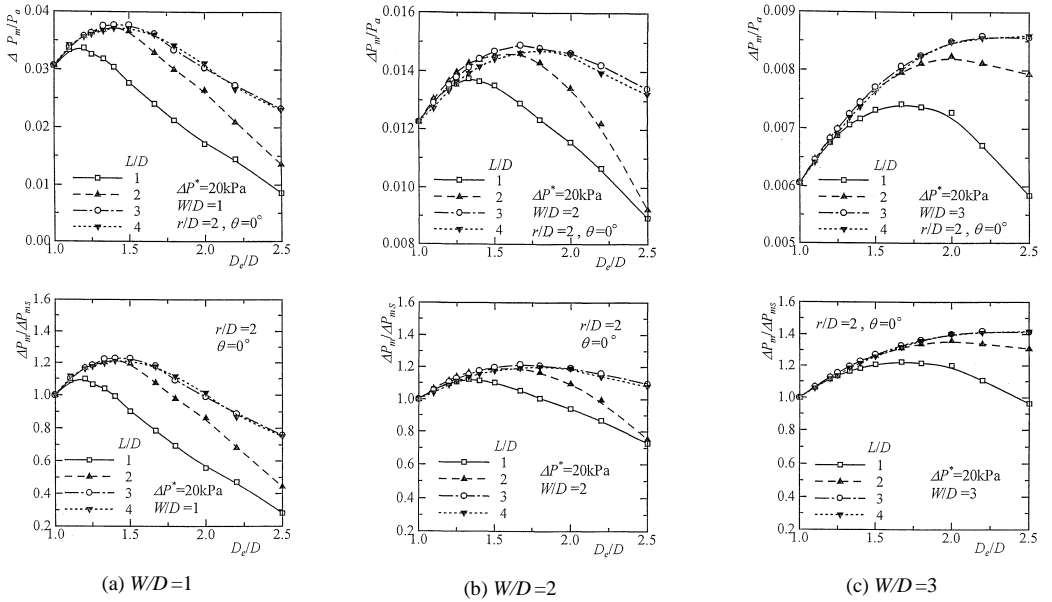 Δ P_m/P_a
0.05
0.04
0.03
0.02
0.01
0.00
L/D
1
2
3
4
ΔP*=20kPa
W/D=1
r/D=2 , θ=0°
1.0 1.5 2.0 2.5
D_e/D
ΔP_m/P_a
0.016
0.014
0.012
0.010
0.008
L/D
1
2
3
4
ΔP*=20kPa
W/D=2
r/D=2 , θ=0°
1.0 1.5 2.0 2.5
D_e/D
ΔP_m/P_a
0.009
0.008
0.007
0.006
0.005
L/D
1
2
3
4
ΔP*=20kPa
W/D=3
r/D=2 , θ=0°
1.0 1.5 2.0 2.5
D_e/D
ΔP_m/ΔP_ms
1.6
1.4
1.2
1.0
0.8
0.6
0.4
0.2
r/D=2
θ=0°
L/D
1
2
3
4
ΔP*=20kPa
W/D=1
1.0 1.5 2.0 2.5
D_e/D
ΔP_m/ΔP_ms
1.6
1.4
1.2
1.0
0.8
0.6
0.4
0.2
r/D=2
θ=0°
L/D
1
2
3
4
ΔP*=20kPa
W/D=2
1.0 1.5 2.0 2.5
D_e/D
ΔP_m/ΔP_ms
1.6
1.4
1.2
1.0
0.8
0.6
0.4
0.2
r/D=2 , θ=0°
L/D
1
2
3
4
ΔP*=20kPa
W/D=3
1.0 1.5 2.0 2.5
D_e/D
(a) W/D=1
(b) W/D=2
(c) W/D=3